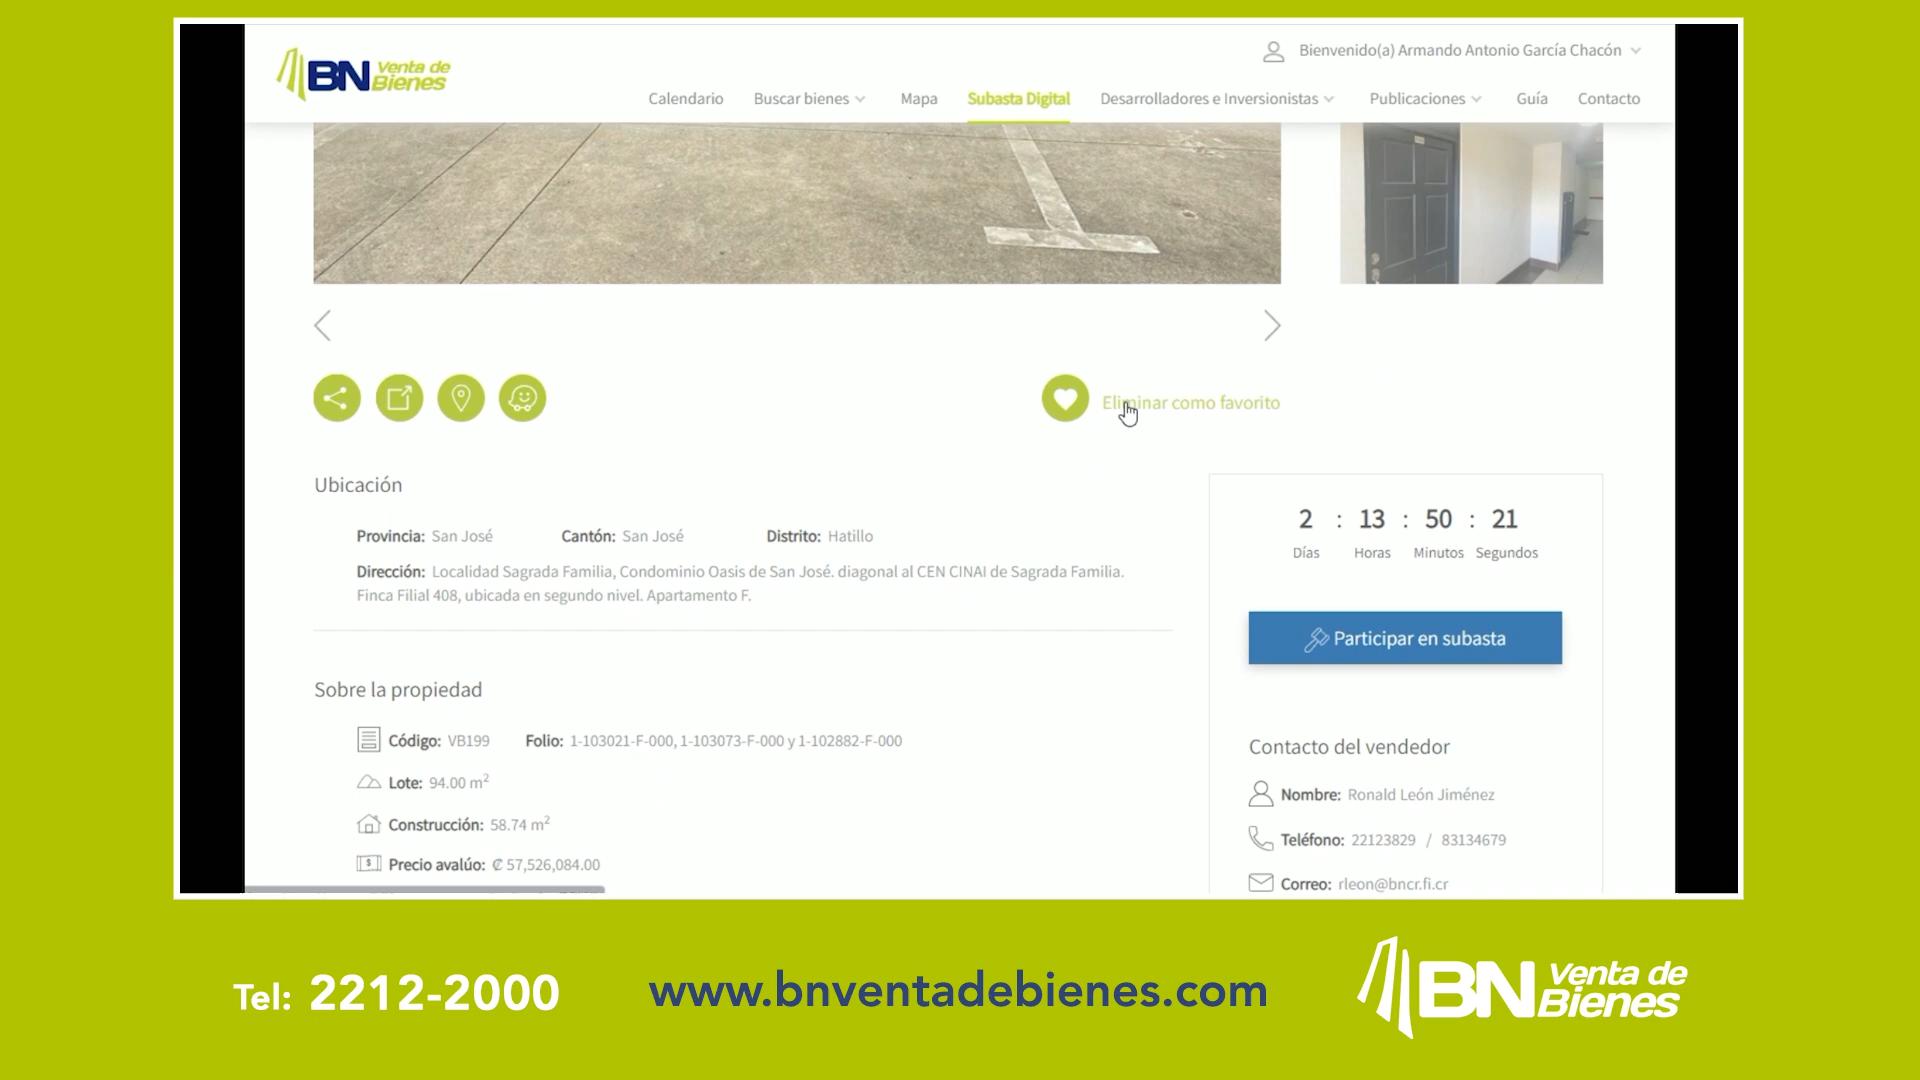 BN Venta de Bienes
Bienvenido(a) Armando Antonio García Chacón
Calendario Buscar bienes Mapa Subasta Digital Desarrolladores e Inversionistas Publicaciones Guía Contacto
Eliminar como favorito
Ubicación
Provincia: San José Cantón: San José Distrito: Hatillo
Dirección: Localidad Sagrada Familia, Condominio Oasis de San José. diagonal al CEN CINAI de Sagrada Familia.
Finca Filial 408, ubicada en segundo nivel. Apartamento F.
2 : 13 : 50 : 21
Días Horas Minutos Segundos
Participar en subasta
Sobre la propiedad
Código: VB199 Folio: 1-103021-F-000, 1-103073-F-000 y 1-102882-F-000
Lote: 94.00 m²
Construcción: 58.74 m²
Precio avalúo: ₡ 57,526,084.00
Contacto del vendedor
Nombre: Ronald León Jiménez
Teléfono: 22123829 / 83134679
Correo: rleon@bncr.fi.cr
Tel: 2212-2000
www.bnventadebienes.com
BN Venta de Bienes